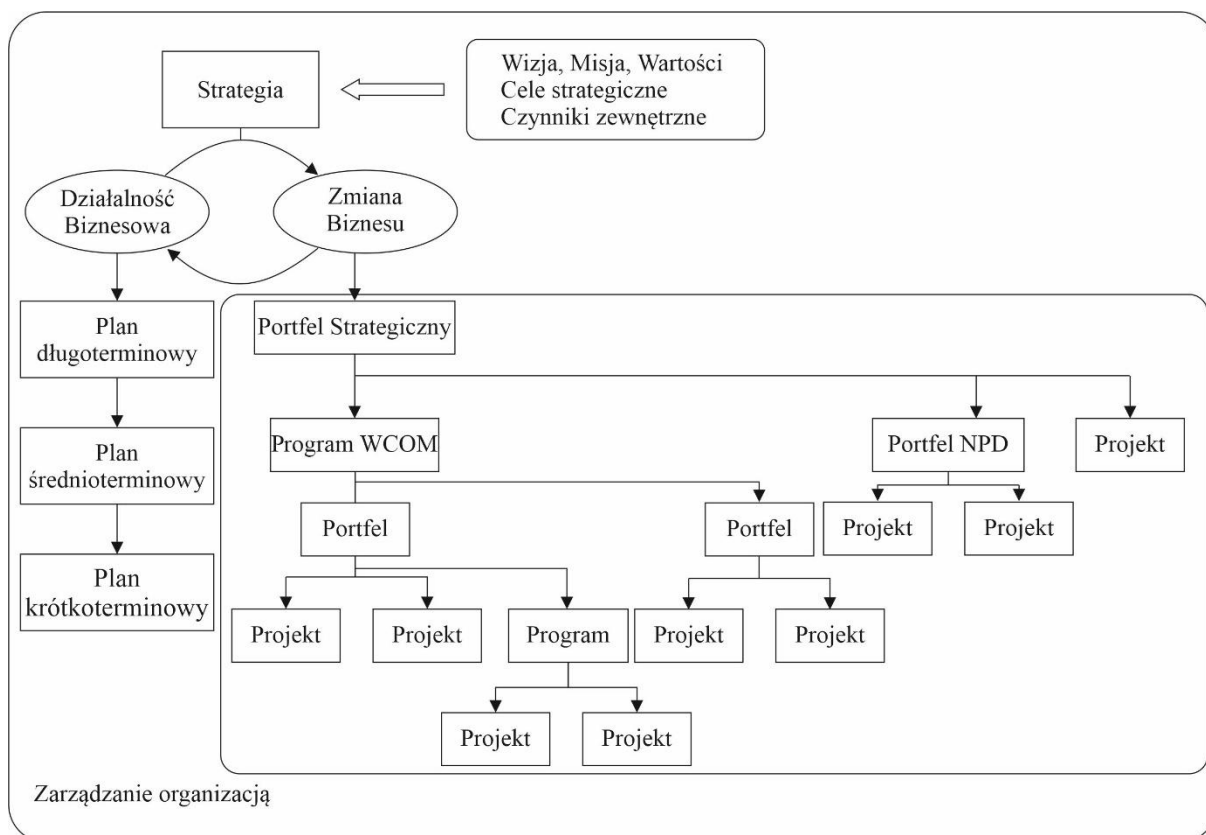 Strategia
Wizja, Misja, Wartości
Cele strategiczne
Czynniki zewnętrzne
Działalność
Biznesowa
Zmiana
Biznesu
Plan
długoterminowy
Portfel Strategiczny
Plan
średnioterminowy
Program WCOM
Portfel NPD
Projekt
Portfel
Portfel
Projekt
Projekt
Plan
krótkoterminowy
Projekt
Projekt
Program
Projekt
Projekt
Projekt
Projekt
Zarządzanie organizacją